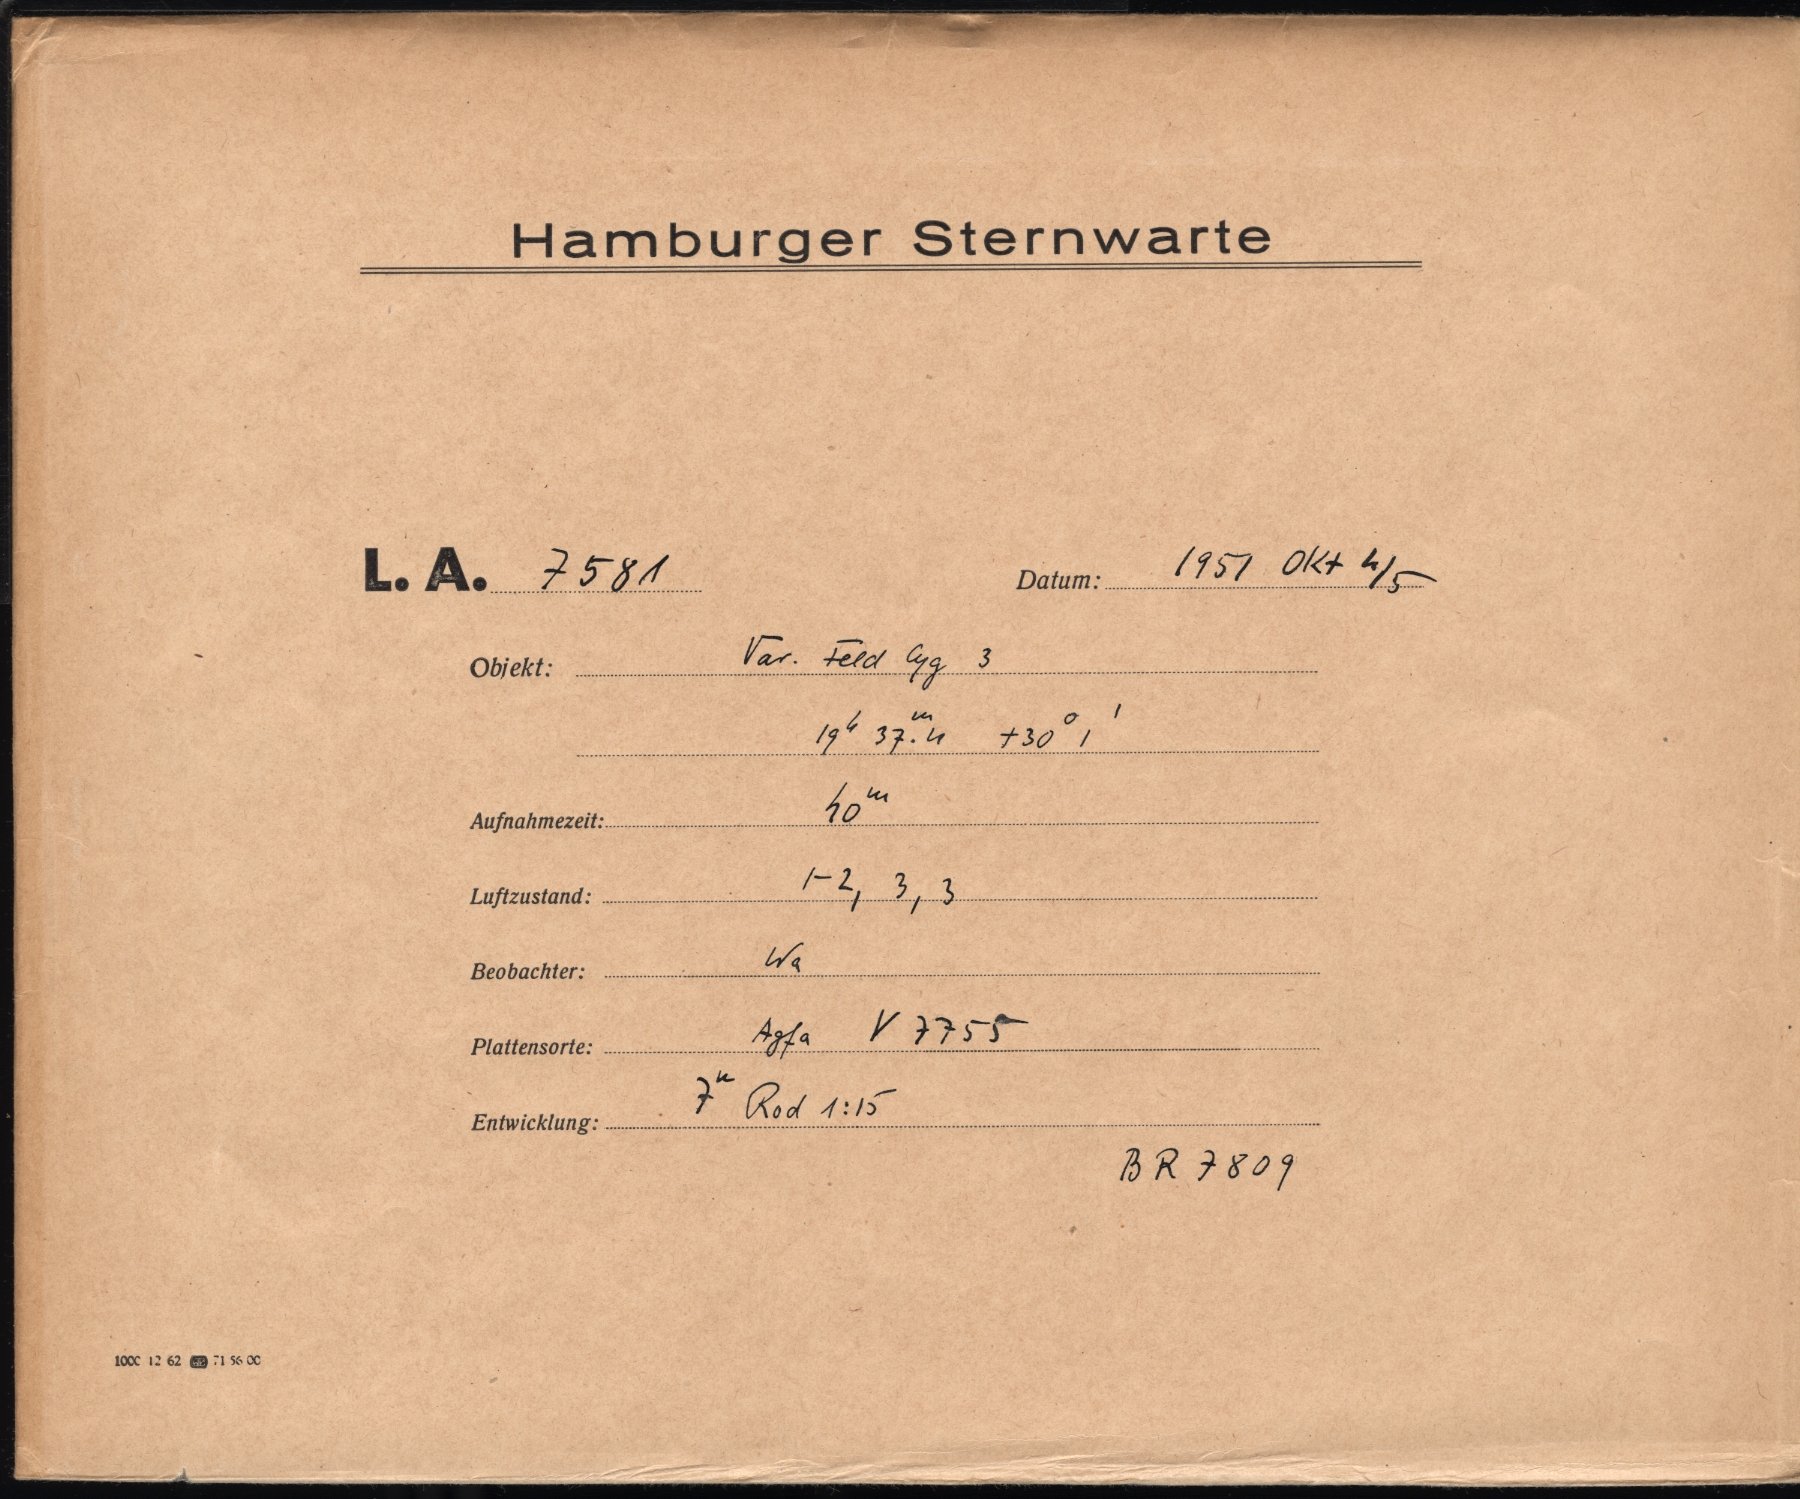 Hamburger Sternwarte
L. A. 7581 Datum: 1951 Okt 4/5
Objekt: Var. Feld Cyg 3
19ʰ 37.ᵐ4 +30° 1'
Aufnahmezeit: 40ᵐ
Luftzustand: 1-2, 3, 3
Beobachter: Wa
Plattensorte: Agfa V 7755
Entwicklung: 7ᵐ Rod 1:15
BR 7809
1000 12 62 71 56 00